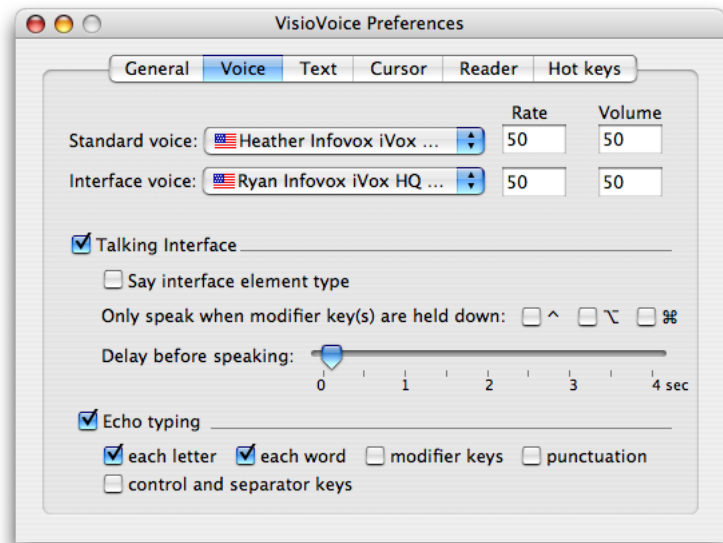 VisioVoice Preferences
General Voice Text Cursor Reader Hot keys
Rate Volume
Standard voice: Heather Infovox iVox ... 50 50
Interface voice: Ryan Infovox iVox HQ ... 50 50
Talking Interface
Say interface element type
Only speak when modifier key(s) are held down: ^ ⌥ ⌘
Delay before speaking:
0 1 2 3 4 sec
Echo typing
each letter each word modifier keys punctuation
control and separator keys